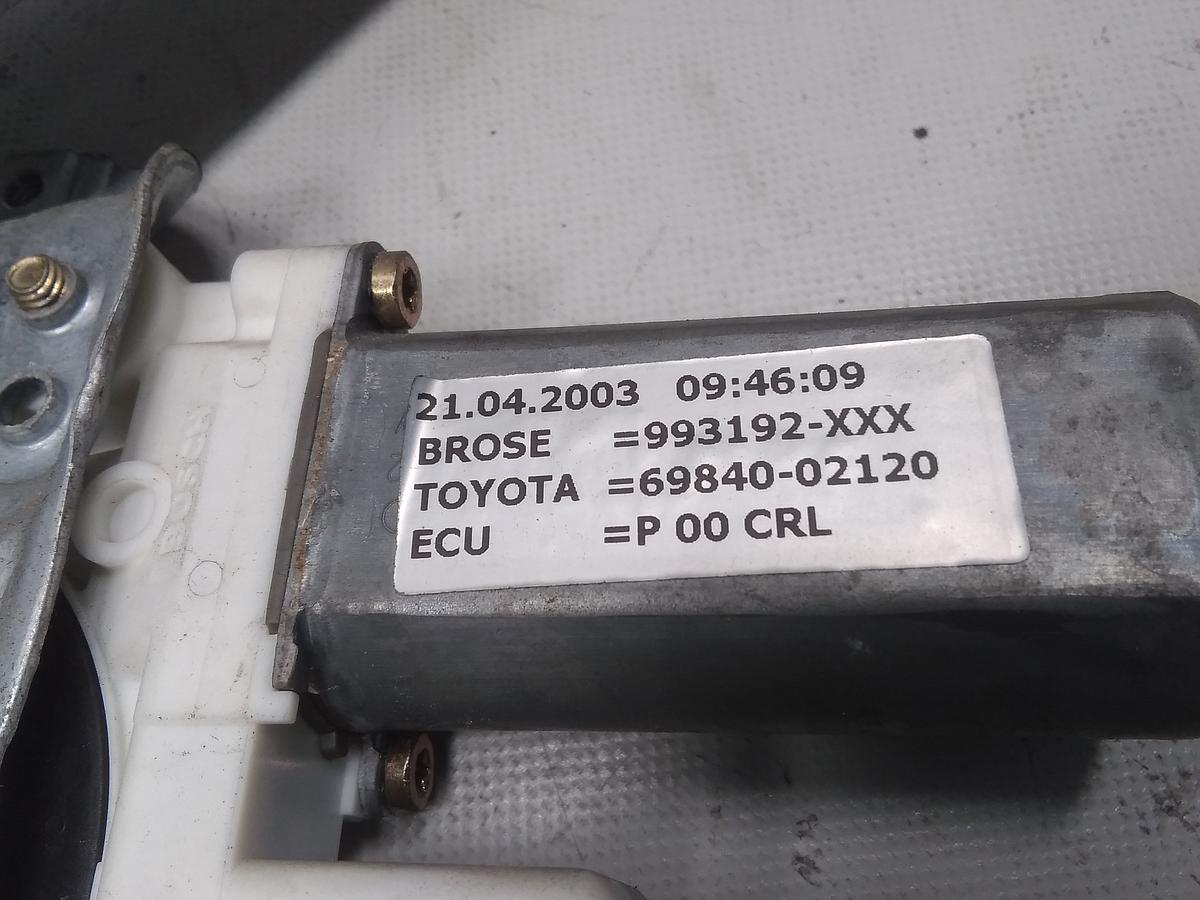 21.04.2003 09:46:09
BROSE =993192-XXX
TOYOTA =69840-02120
ECU =P 00 CRL